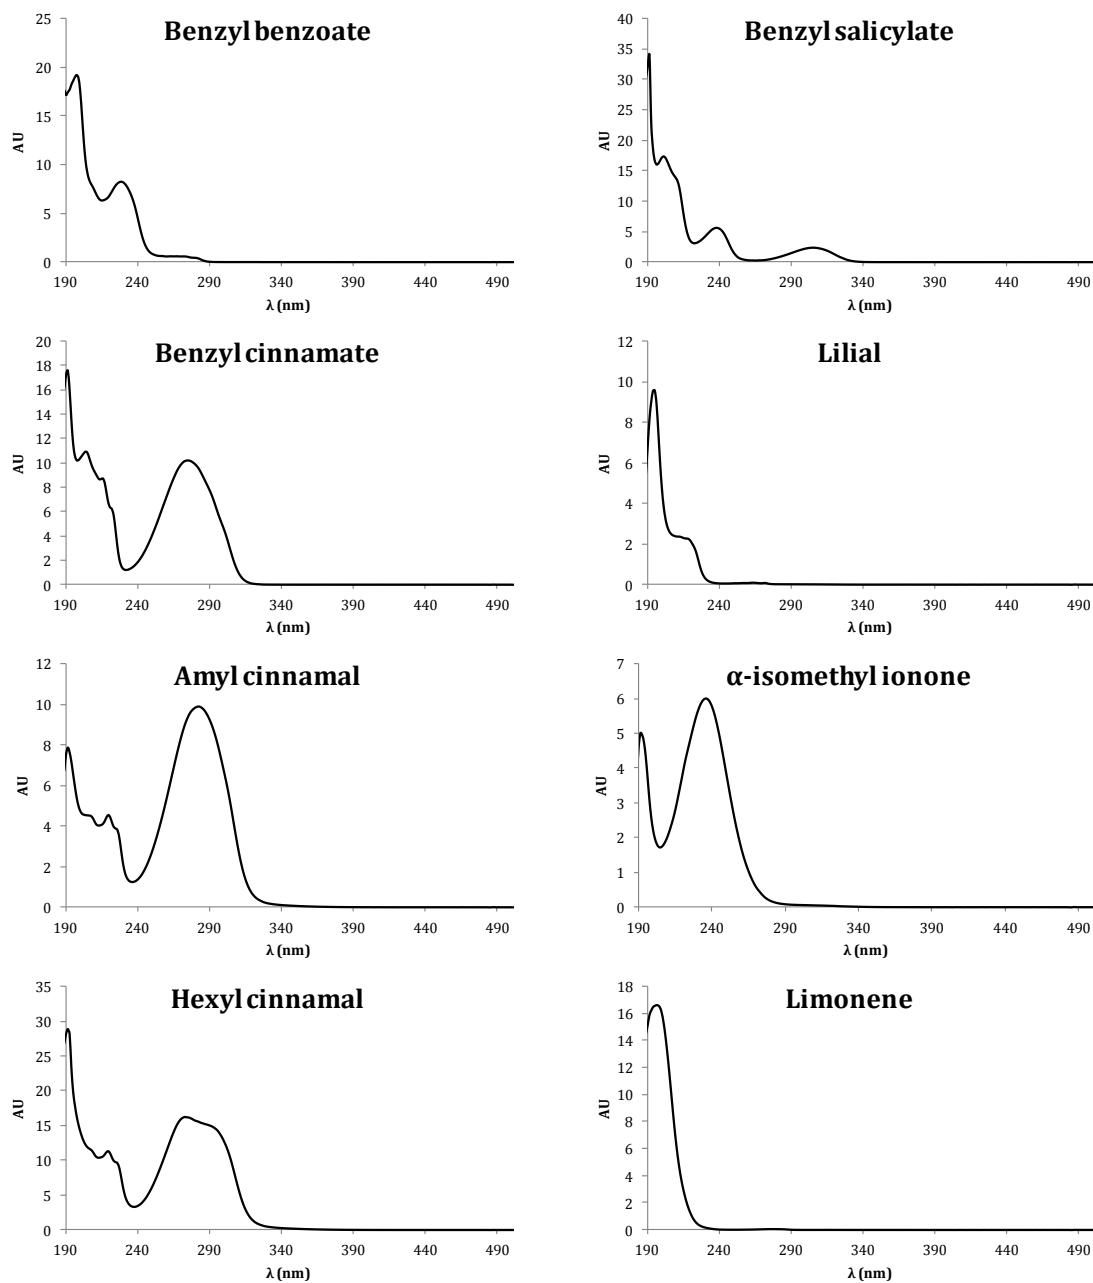 Benzyl benzoate
25
20
15
10
5
0
AU
190 240 290 340 390 440 490
λ (nm)
Benzyl salicylate
40
35
30
25
20
15
10
5
0
AU
190 240 290 340 390 440 490
λ (nm)
Benzyl cinnamate
20
18
16
14
12
10
8
6
4
2
0
AU
190 240 290 340 390 440 490
λ (nm)
Lilial
12
10
8
6
4
2
0
AU
190 240 290 340 390 440 490
λ (nm)
Amyl cinnamal
12
10
8
6
4
2
0
AU
190 240 290 340 390 440 490
λ (nm)
α-isomethyl ionone
7
6
5
4
3
2
1
0
AU
190 240 290 340 390 440 490
λ (nm)
Hexyl cinnamal
35
30
25
20
15
10
5
0
AU
190 240 290 340 390 440 490
λ (nm)
Limonene
18
16
14
12
10
8
6
4
2
0
AU
190 240 290 340 390 440 490
λ (nm)